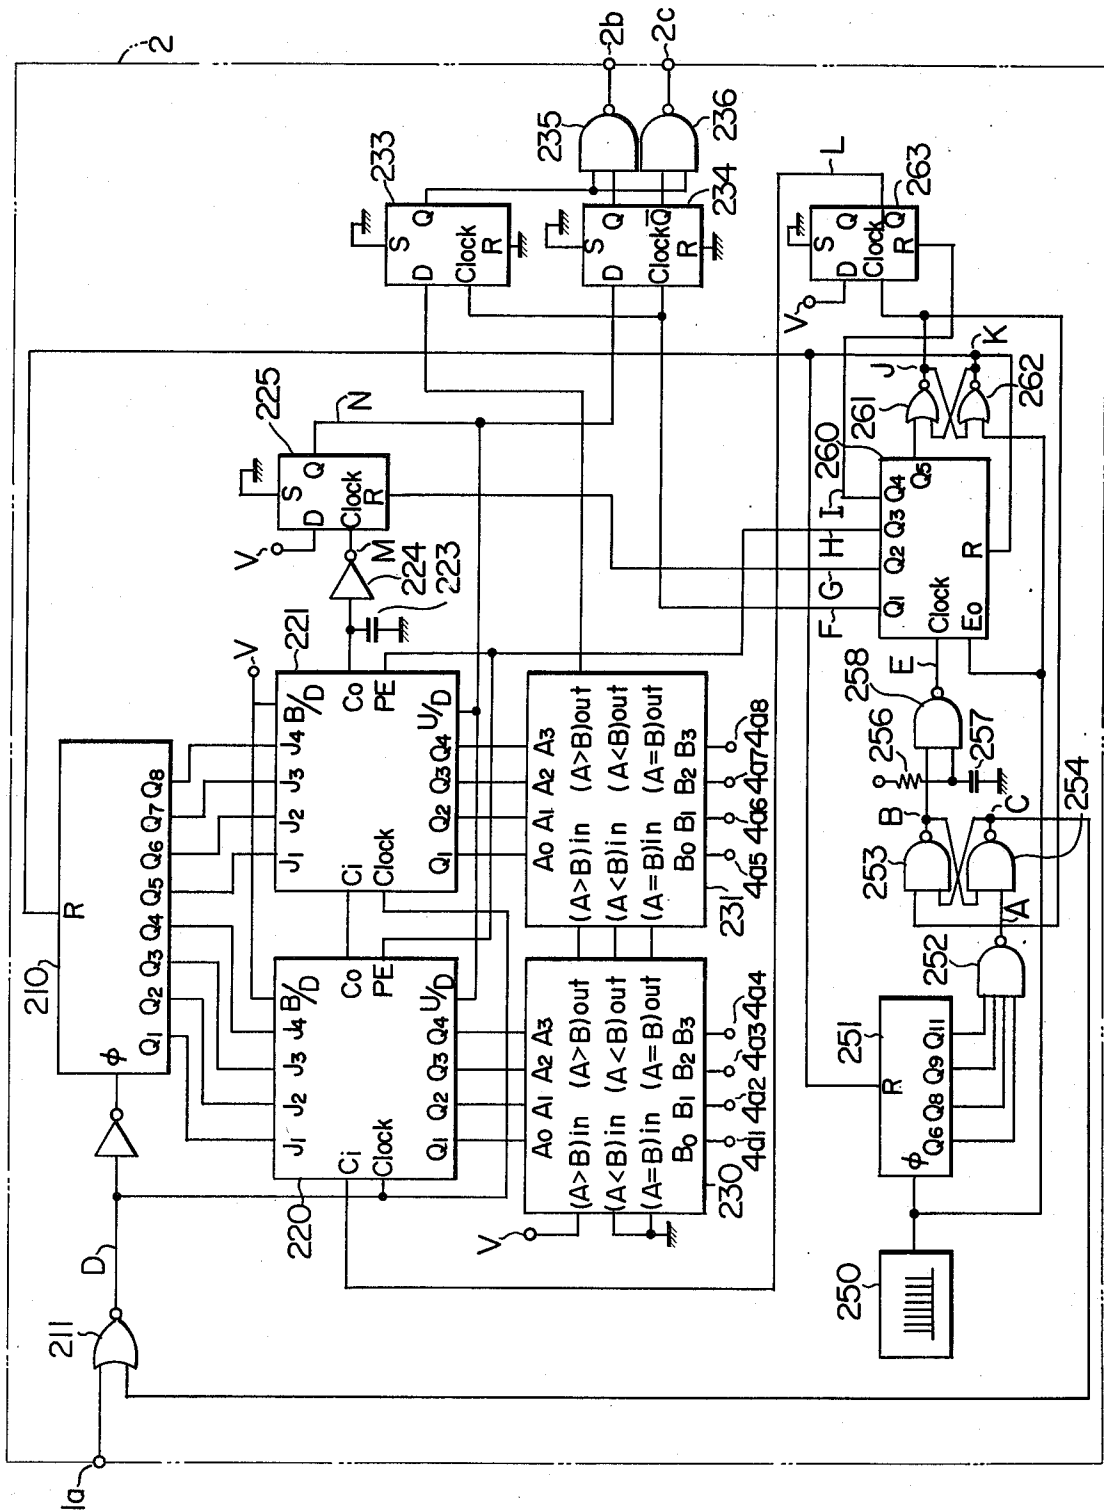 2
1a
211
D
210
R
ϕ
Q1 Q2 Q3 Q4 Q5 Q6 Q7 Q8
V
220
J1 J2 J3 J4 B/D
Ci
Clock
Co
PE
Q1 Q2 Q3 Q4 U/D
221
J1 J2 J3 J4 B/D
Ci
Clock
Co
PE
Q1 Q2 Q3 Q4 U/D
223
224
M
V
225
S
D
Q
Clock
R
N
V
230
A0 A1 A2 A3
(A>B)in (A>B)out
(A<B)in (A<B)out
(A=B)in (A=B)out
B0 B1 B2 B3
4a1 4a2 4a3 4a4
231
A0 A1 A2 A3
(A>B)in (A>B)out
(A<B)in (A<B)out
(A=B)in (A=B)out
B0 B1 B2 B3
4a5 4a6 4a7 4a8
233
S
D
Q
Clock
R
234
S
D
Q
Clock
Q̅
R
235
236
2b
2c
250
251
R
ϕ
Q6 Q8 Q9 Q11
252
A
253
254
B
C
256
257
258
E
F G H I
260
Q1 Q2 Q3 Q4
Q5
Clock
E0
R
261
262
J
K
V
263
S
D
Q
Clock
Q
R
L